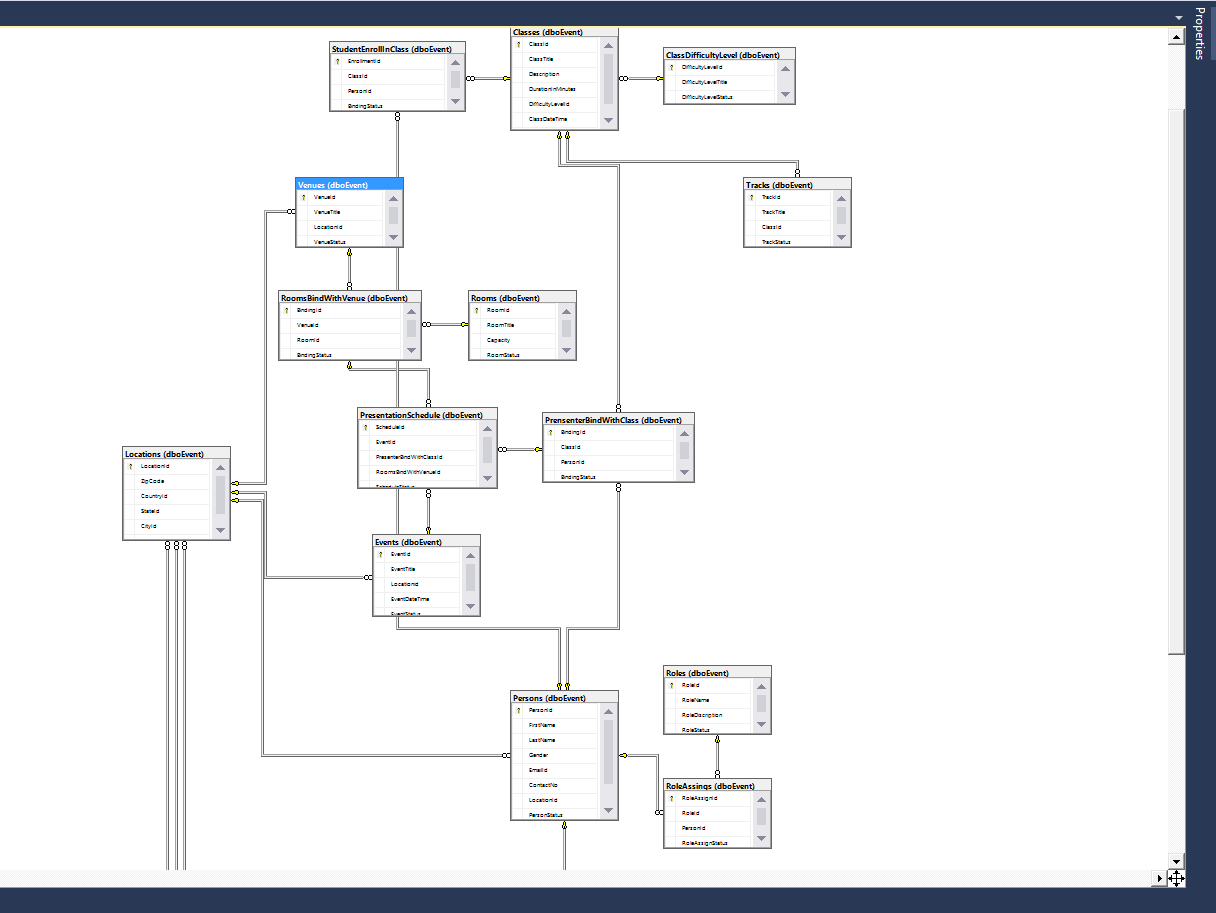 Properties
Classes (dboEvent)
ClassId
ClassTitle
Description
DurationInMinutes
DifficultyLevelId
ClassDateTime
StudentEnrollInClass (dboEvent)
EnrollmentId
ClassId
PersonId
BindingStatus
ClassDifficultyLevel (dboEvent)
DifficultyLevelId
DifficultyLevelTitle
DifficultyLevelStatus
Venues (dboEvent)
VenueId
VenueTitle
LocationId
VenueStatus
Tracks (dboEvent)
TrackId
TrackTitle
ClassId
TrackStatus
RoomsBindWithVenue (dboEvent)
BindingId
VenueId
RoomId
BindingStatus
Rooms (dboEvent)
RoomId
RoomTitle
Capacity
RoomStatus
PresentationSchedule (dboEvent)
ScheduleId
EventId
PresenterBindWithClassId
RoomsBindWithVenueId
ScheduleStatus
PrensenterBindWithClass (dboEvent)
BindingId
ClassId
PersonId
BindingStatus
Locations (dboEvent)
LocationId
ZipCode
CountryId
StateId
CityId
Events (dboEvent)
EventId
EventTitle
LocationId
EventDateTime
EventStatus
Roles (dboEvent)
RoleId
RoleName
RoleDiscription
RoleStatus
Persons (dboEvent)
PersonId
FirstName
LastName
Gender
EmailId
ContactNo
LocationId
PersonStatus
RoleAssings (dboEvent)
RoleAssignId
RoleId
PersonId
RoleAssignStatus